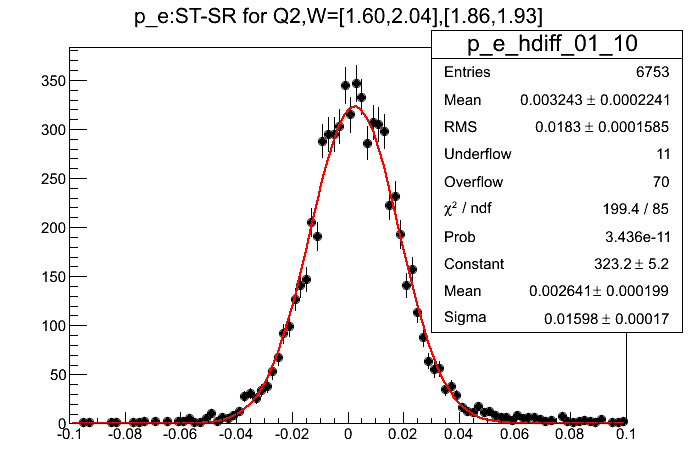 p_e:ST-SR for Q2,W=[1.60,2.04],[1.86,1.93]
p_e_hdiff_01_10
Entries 6753
Mean 0.003243 ± 0.0002241
RMS 0.0183 ± 0.0001585
Underflow 11
Overflow 70
χ² / ndf 199.4 / 85
Prob 3.436e-11
Constant 323.2 ± 5.2
Mean 0.002641 ± 0.000199
Sigma 0.01598 ± 0.00017
350
300
250
200
150
100
50
0
-0.1 -0.08 -0.06 -0.04 -0.02 0 0.02 0.04 0.06 0.08 0.1